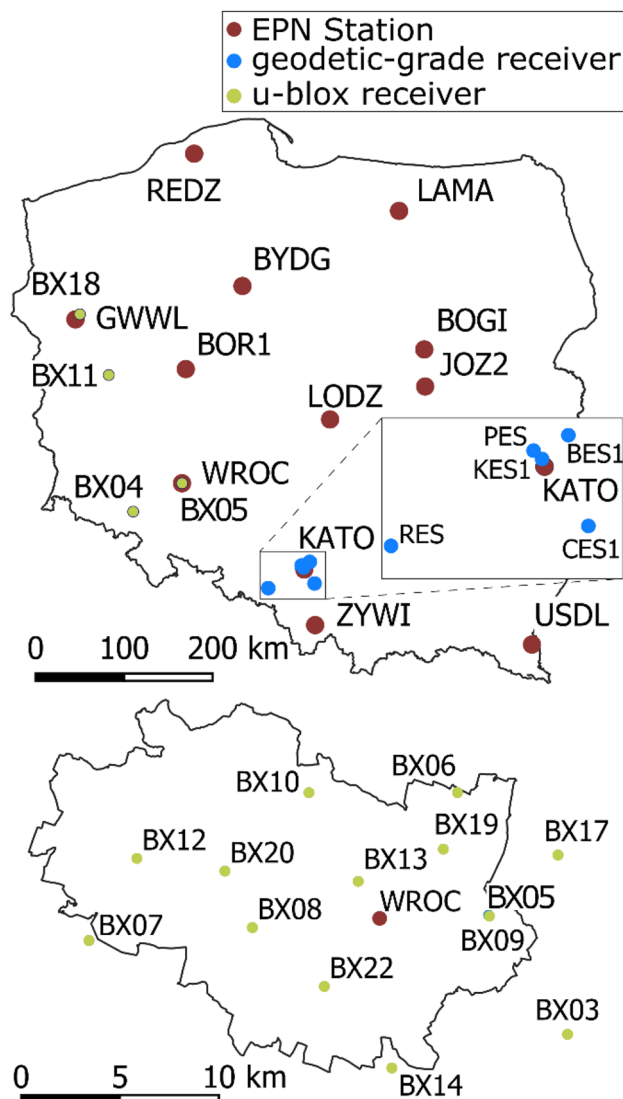 EPN Station
geodetic-grade receiver
u-blox receiver
REDZ
LAMA
BYDG
BX18
GWWL
BOGI
BOR1
JOZ2
BX11
LODZ
PES
BES1
KES1
KATO
WROC
BX04
BX05
RES
CES1
KATO
ZYWI
USDL
0 100 200 km
BX10
BX06
BX19
BX17
BX12
BX20
BX13
WROC
BX05
BX08
BX09
BX07
BX22
BX03
0 5 10 km
BX14